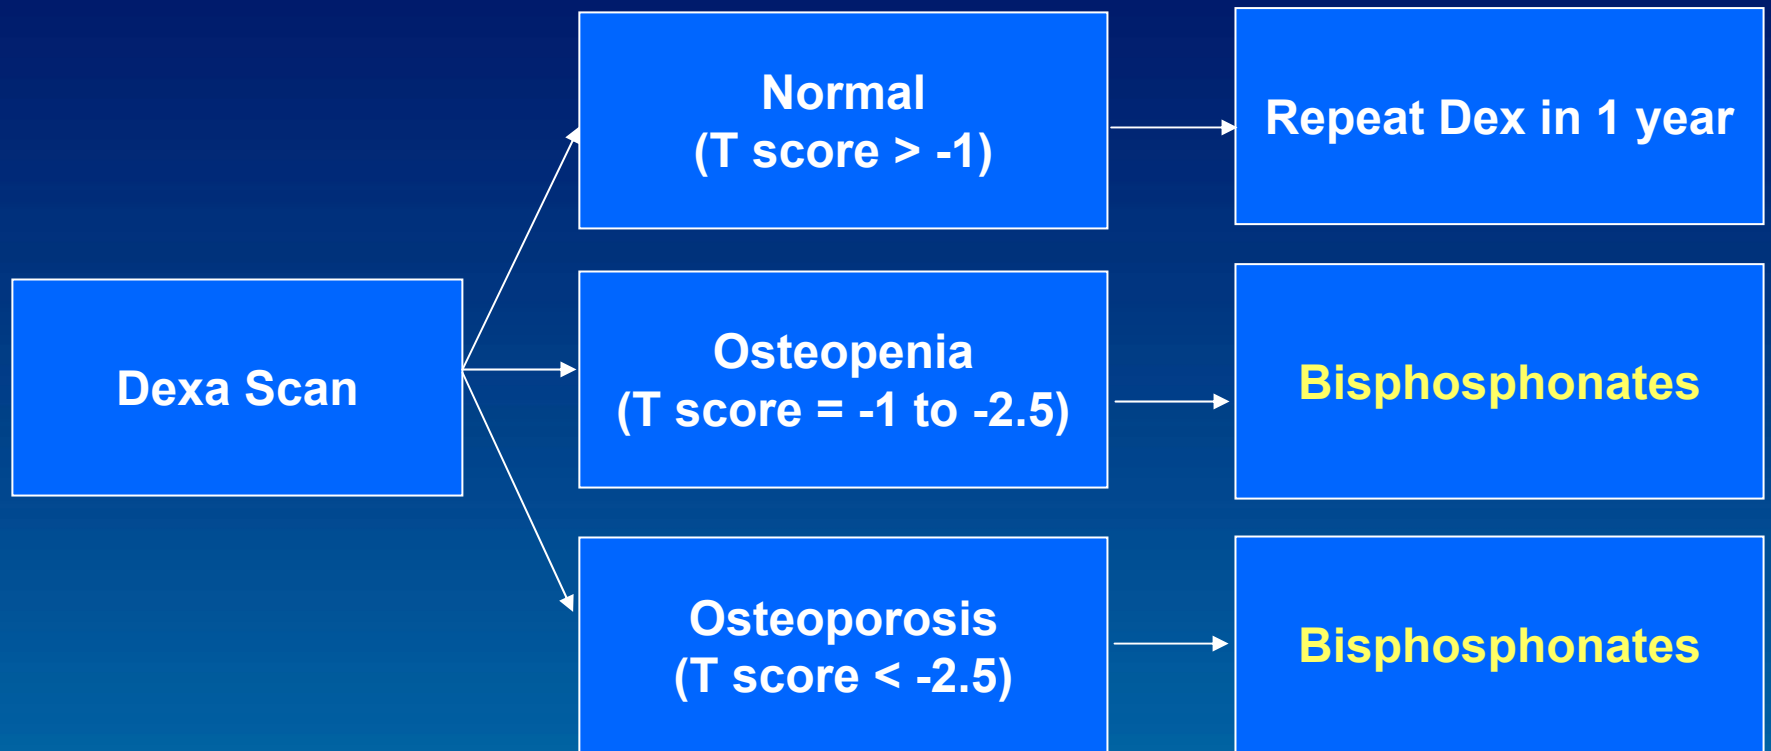 Normal
(T score > -1)
Repeat Dex in 1 year
Dexa Scan
Osteopenia
(T score = -1 to -2.5)
Bisphosphonates
Osteoporosis
(T score < -2.5)
Bisphosphonates